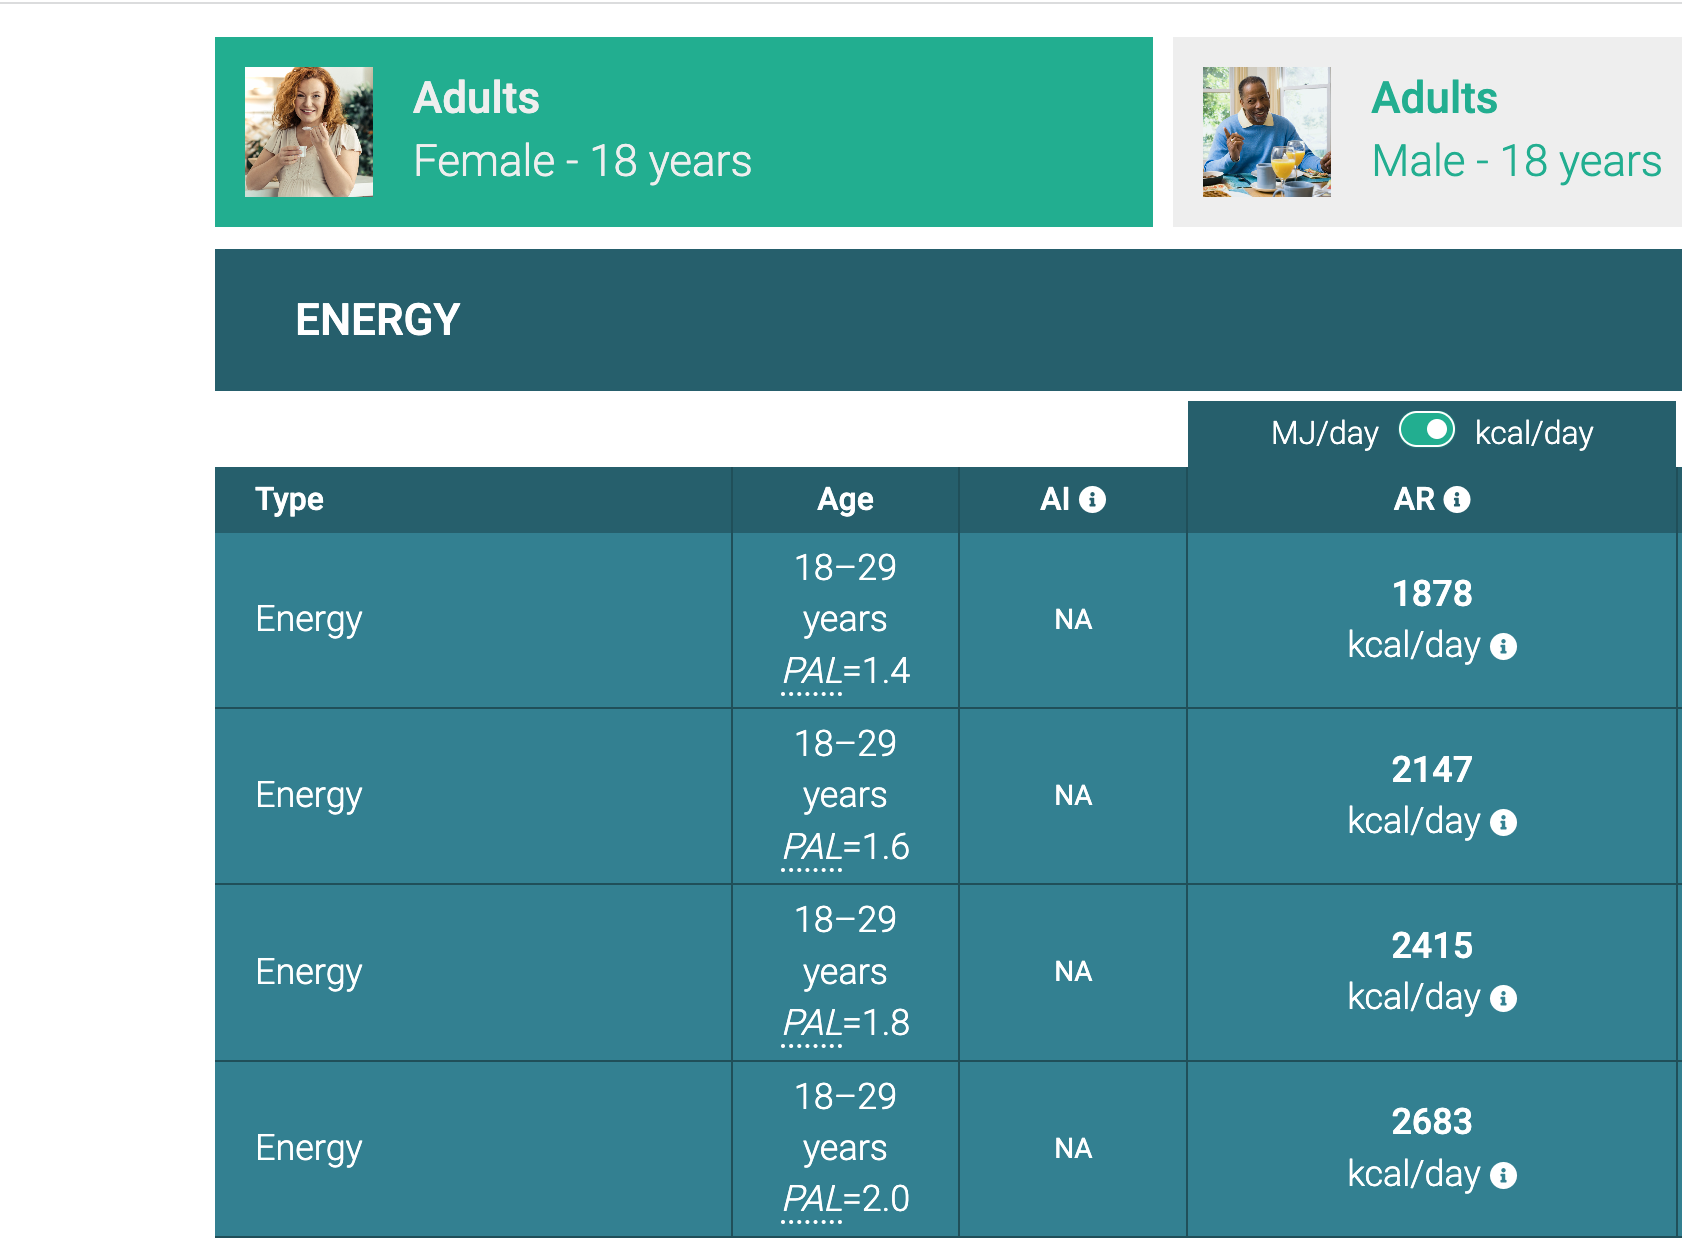 Adults
Female - 18 years
Adults
Male - 18 years
ENERGY
MJ/day kcal/day
Type Age AI AR
Energy 18–29 years PAL=1.4 NA 1878 kcal/day
Energy 18–29 years PAL=1.6 NA 2147 kcal/day
Energy 18–29 years PAL=1.8 NA 2415 kcal/day
Energy 18–29 years PAL=2.0 NA 2683 kcal/day